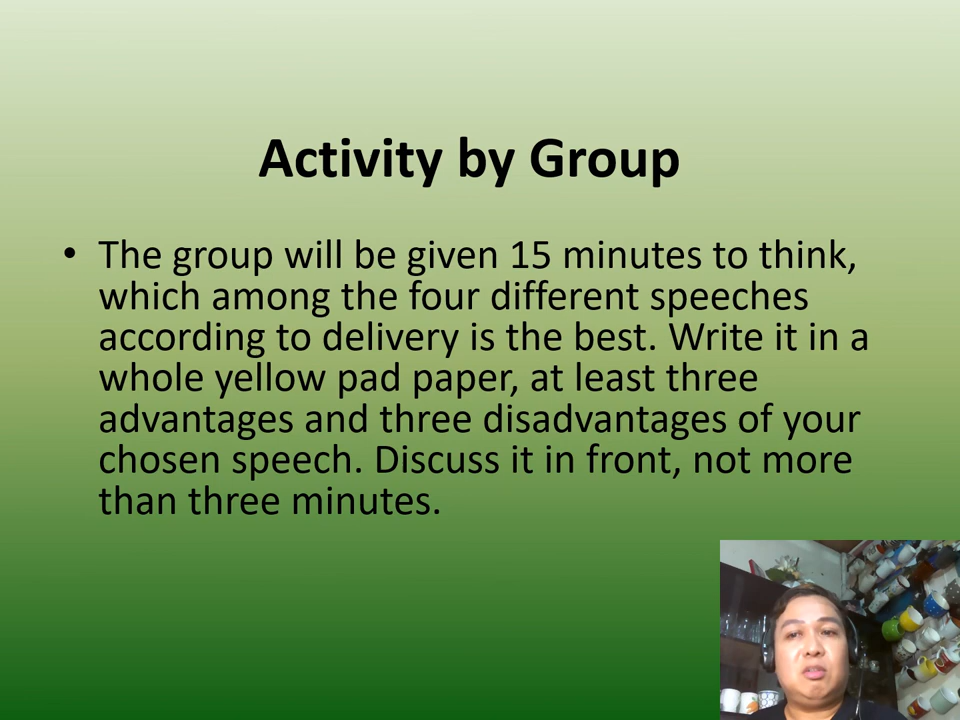 Activity by Group
• The group will be given 15 minutes to think,
which among the four different speeches
according to delivery is the best. Write it in a
whole yellow pad paper, at least three
advantages and three disadvantages of your
chosen speech. Discuss it in front, not more
than three minutes.